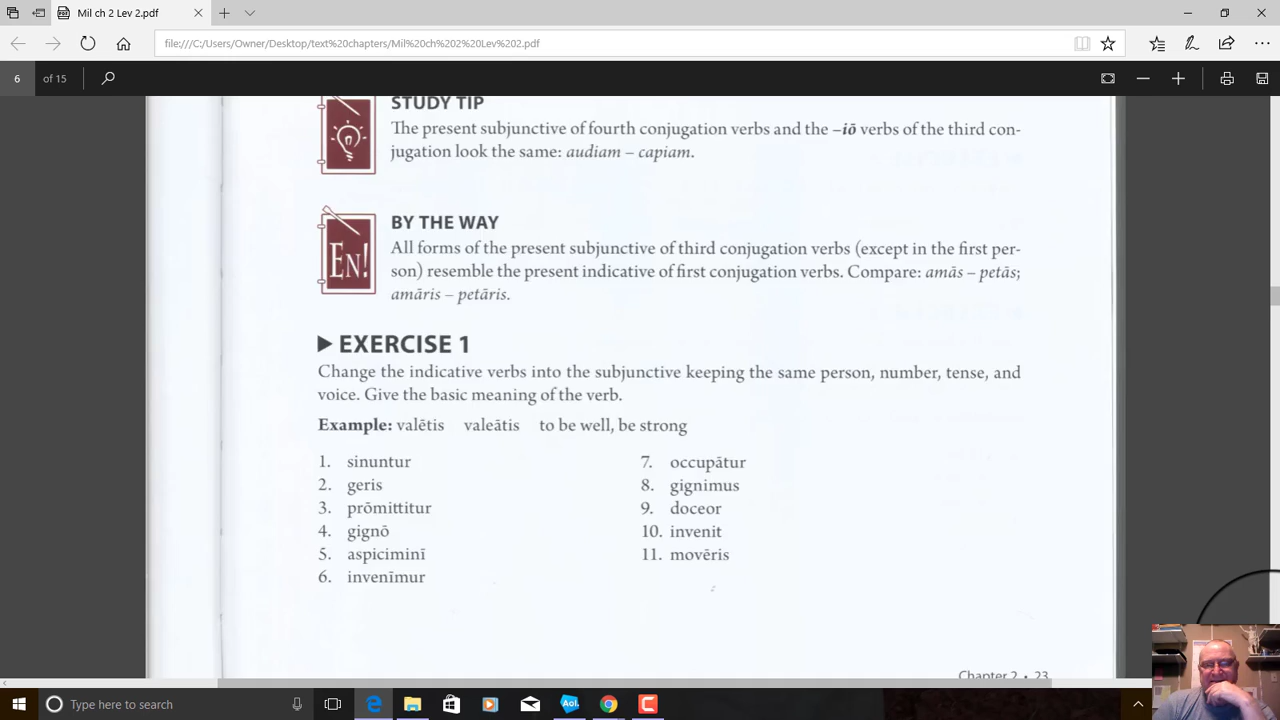 Mil ch 2 Lev 2.pdf
file:///C:/Users/Owner/Desktop/text%20chapters/Mil%20ch%202%20Lev%202.pdf
6 of 15
STUDY TIP
The present subjunctive of fourth conjugation verbs and the –iō verbs of the third con-
jugation look the same: audiam – capiam.
EN!
BY THE WAY
All forms of the present subjunctive of third conjugation verbs (except in the first per-
son) resemble the present indicative of first conjugation verbs. Compare: amās – petās;
amāris – petāris.
▶ EXERCISE 1
Change the indicative verbs into the subjunctive keeping the same person, number, tense, and
voice. Give the basic meaning of the verb.
Example: valētis valeātis to be well, be strong
1. sinuntur
2. geris
3. prōmittitur
4. gignō
5. aspiciminī
6. invenīmur
7. occupātur
8. gignimus
9. doceor
10. invenit
11. movēris
Chapter 2 • 23
Type here to search
Aol.